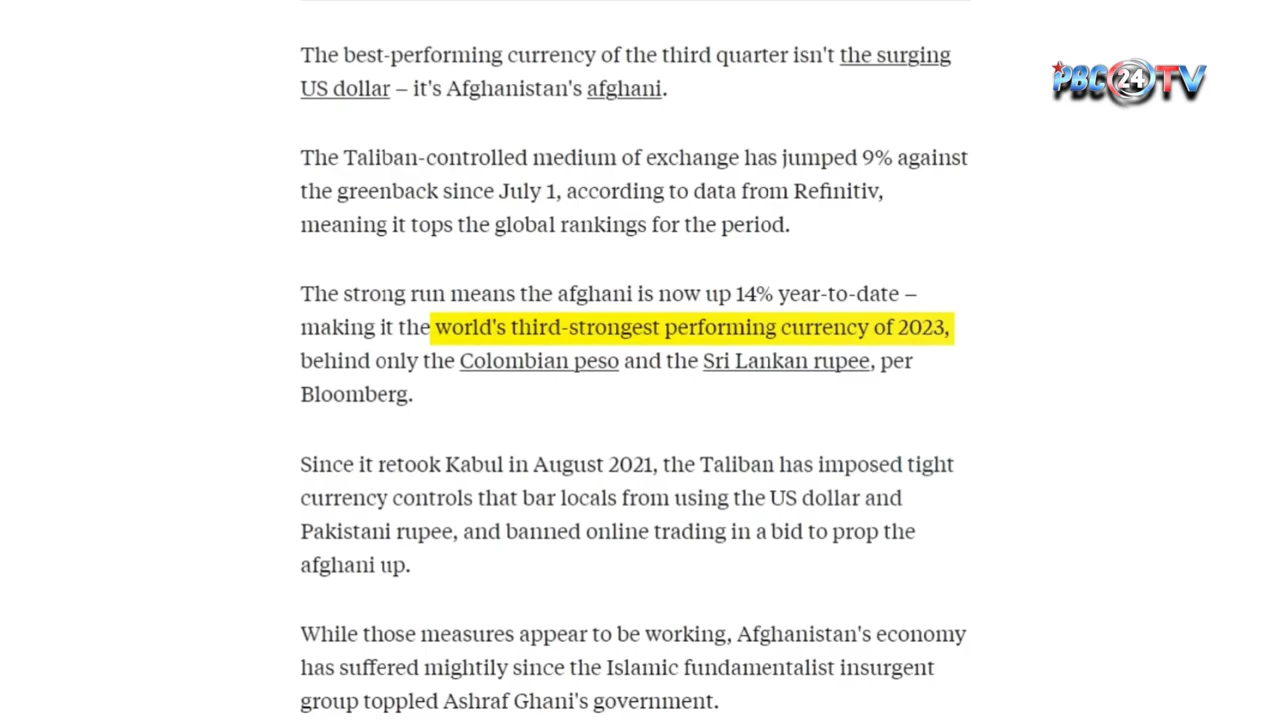 The best-performing currency of the third quarter isn't the surging
US dollar – it's Afghanistan's afghani.
PBC 24 TV
The Taliban-controlled medium of exchange has jumped 9% against
the greenback since July 1, according to data from Refinitiv,
meaning it tops the global rankings for the period.
The strong run means the afghani is now up 14% year-to-date –
making it the world's third-strongest performing currency of 2023,
behind only the Colombian peso and the Sri Lankan rupee, per
Bloomberg.
Since it retook Kabul in August 2021, the Taliban has imposed tight
currency controls that bar locals from using the US dollar and
Pakistani rupee, and banned online trading in a bid to prop the
afghani up.
While those measures appear to be working, Afghanistan's economy
has suffered mightily since the Islamic fundamentalist insurgent
group toppled Ashraf Ghani's government.